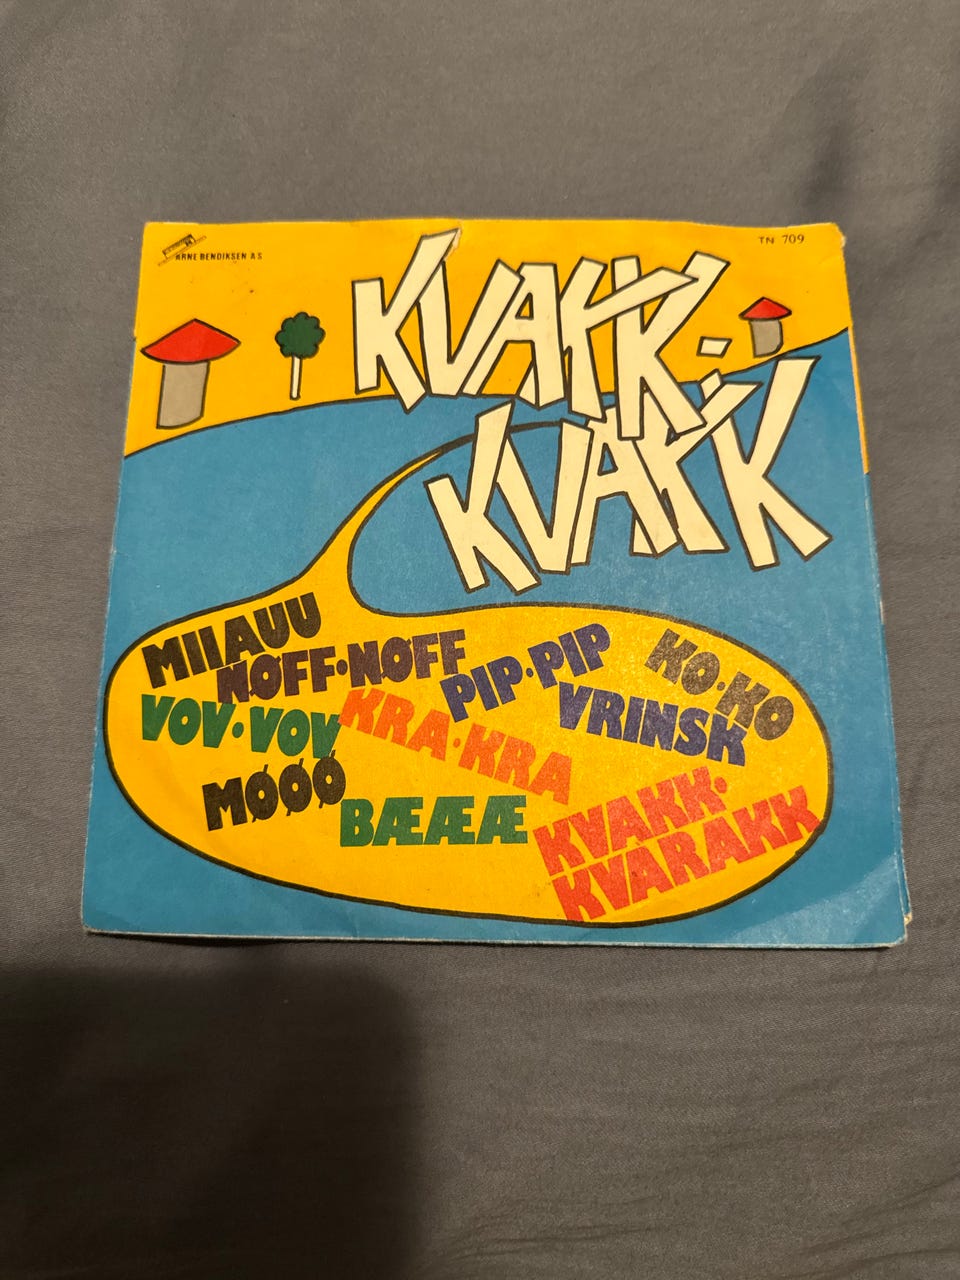 ARNE BENDIKSEN A.S
TN 709
KVAKK-
KVAKK
MIIAUU
NØFF·NØFF
PIP·PIP
KO·KO
VOV·VOV
KRA·KRA
VRINSK
MØØØ
BÆÆÆ
KVAKK·
KVARAKK